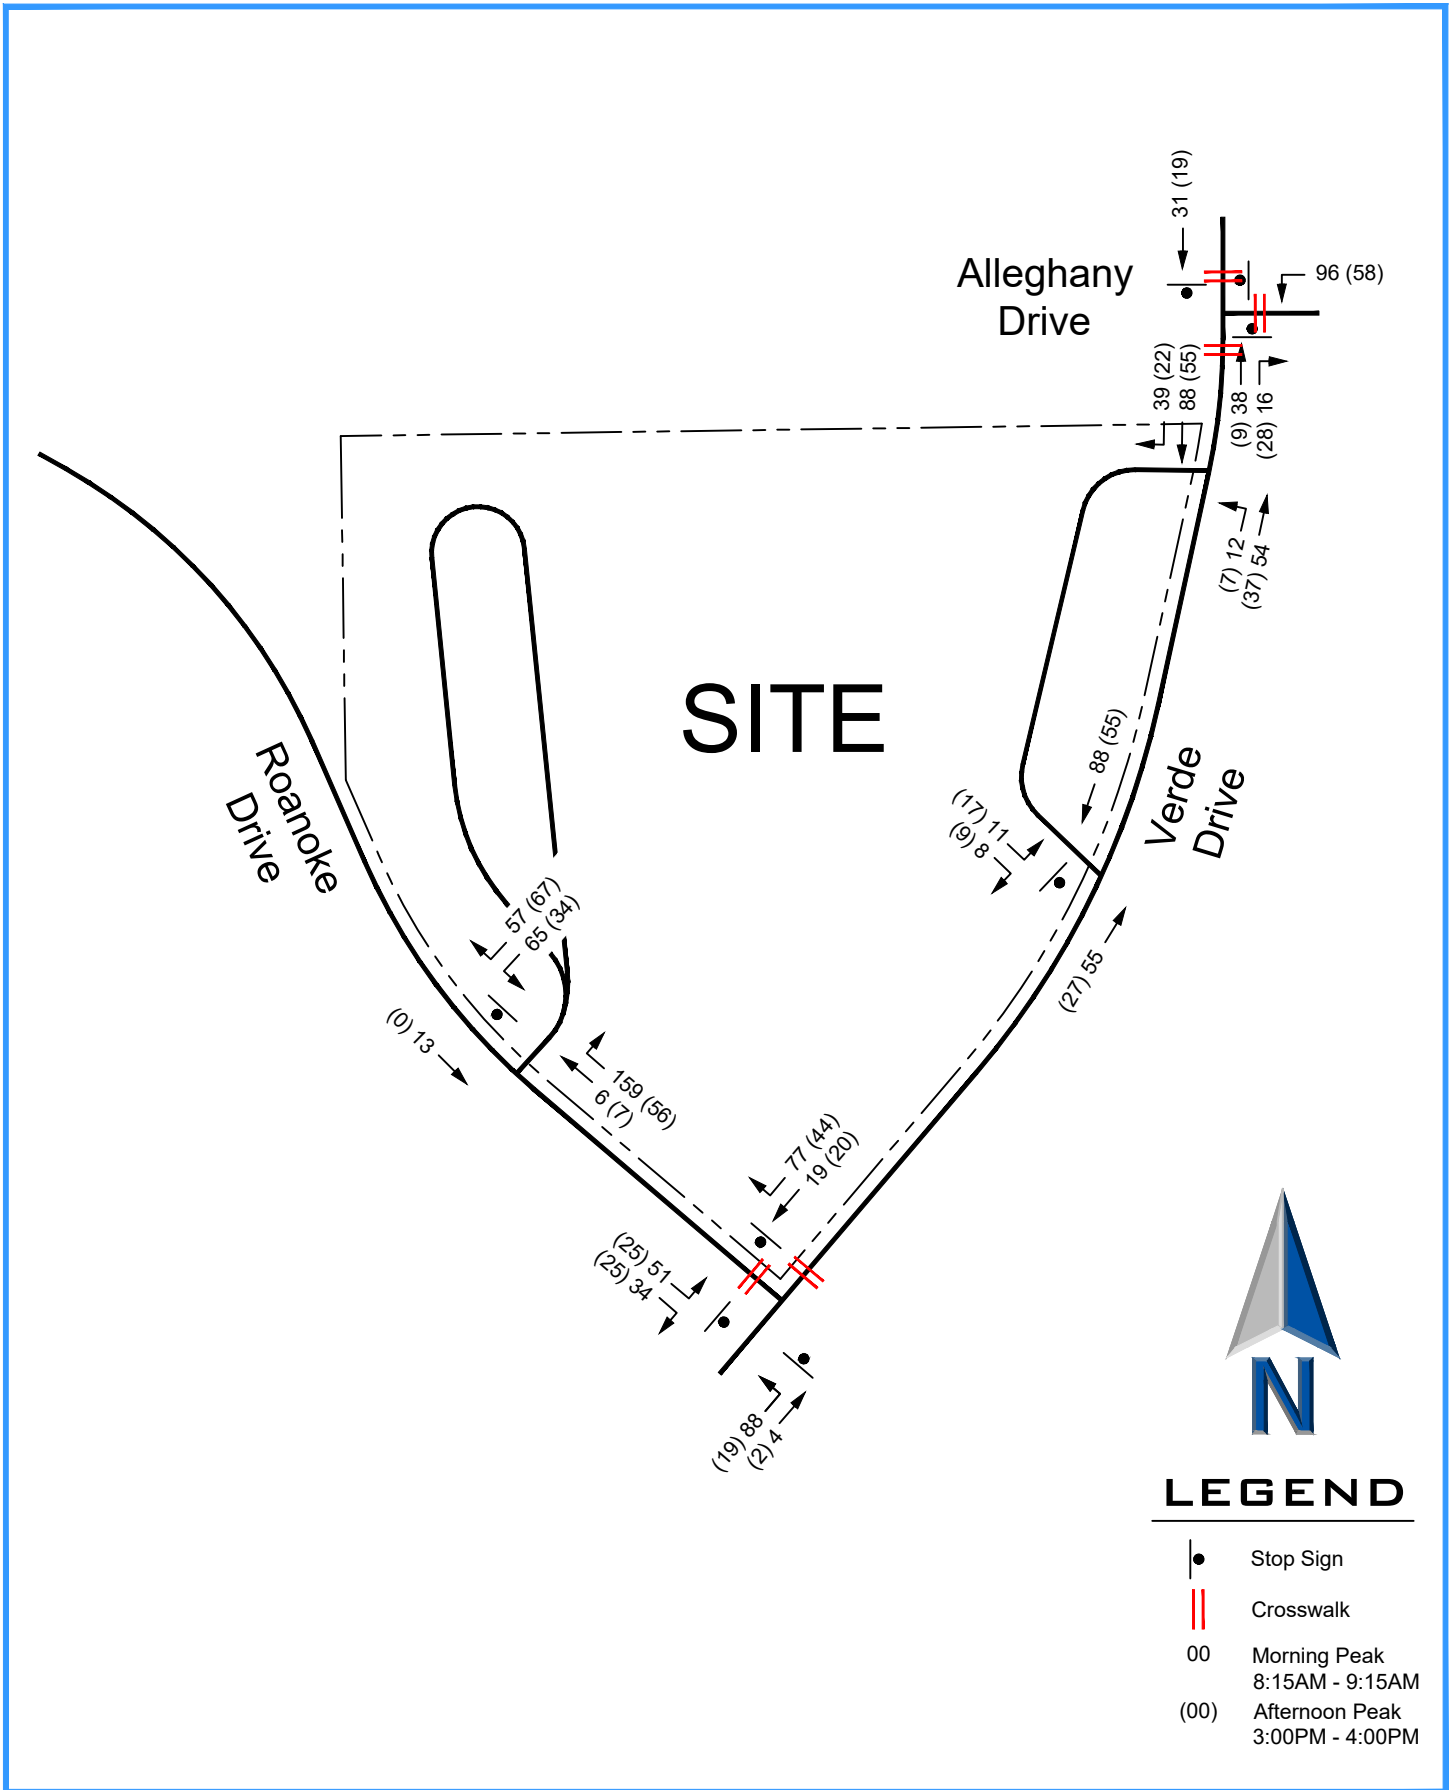 31 (19)
Alleghany
Drive
96 (58)
39 (22)
88 (55)
(9) 38
(28) 16
(7) 12
(37) 54
SITE
88 (55)
Roanoke
Drive
Verde
Drive
(17) 11
(9) 8
57 (67)
65 (34)
(27) 55
(0) 13
159 (56)
6 (7)
77 (44)
19 (20)
(25) 51
(25) 34
(19) 88
(2) 4
N
LEGEND
Stop Sign
Crosswalk
00 Morning Peak
8:15AM - 9:15AM
(00) Afternoon Peak
3:00PM - 4:00PM